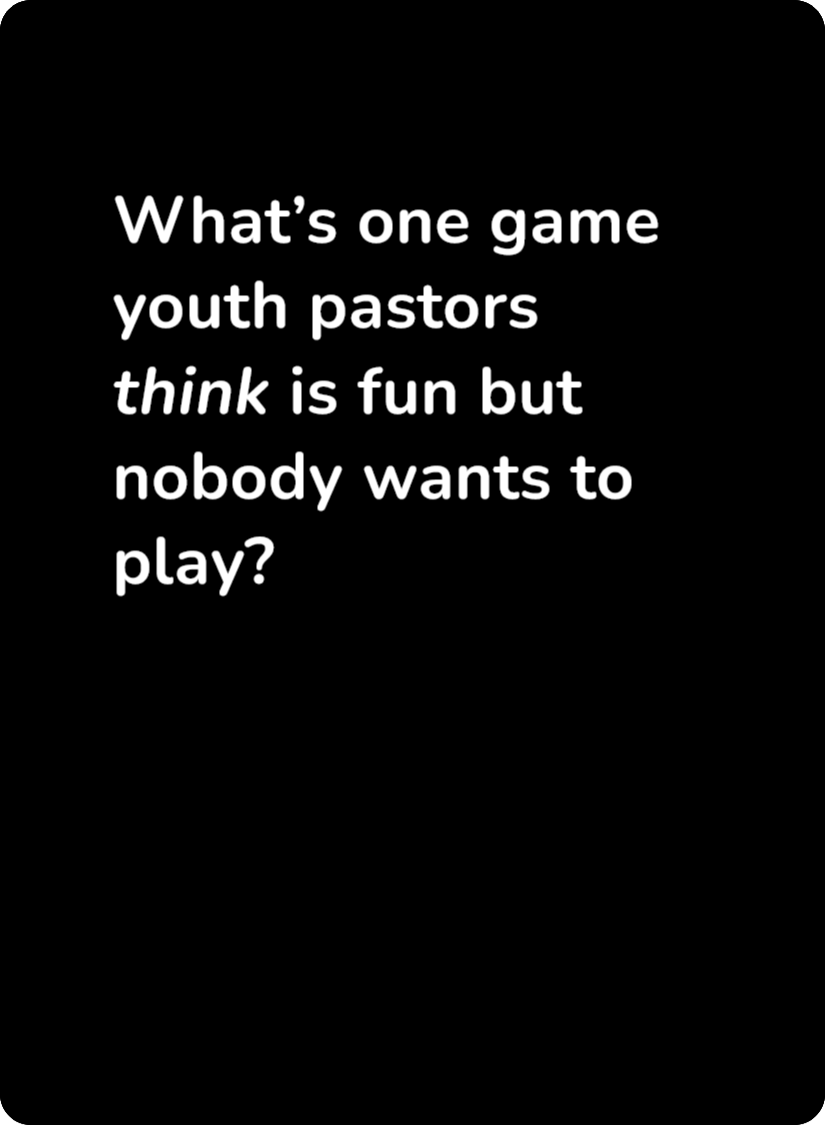 What’s one game
youth pastors
think is fun but
nobody wants to
play?